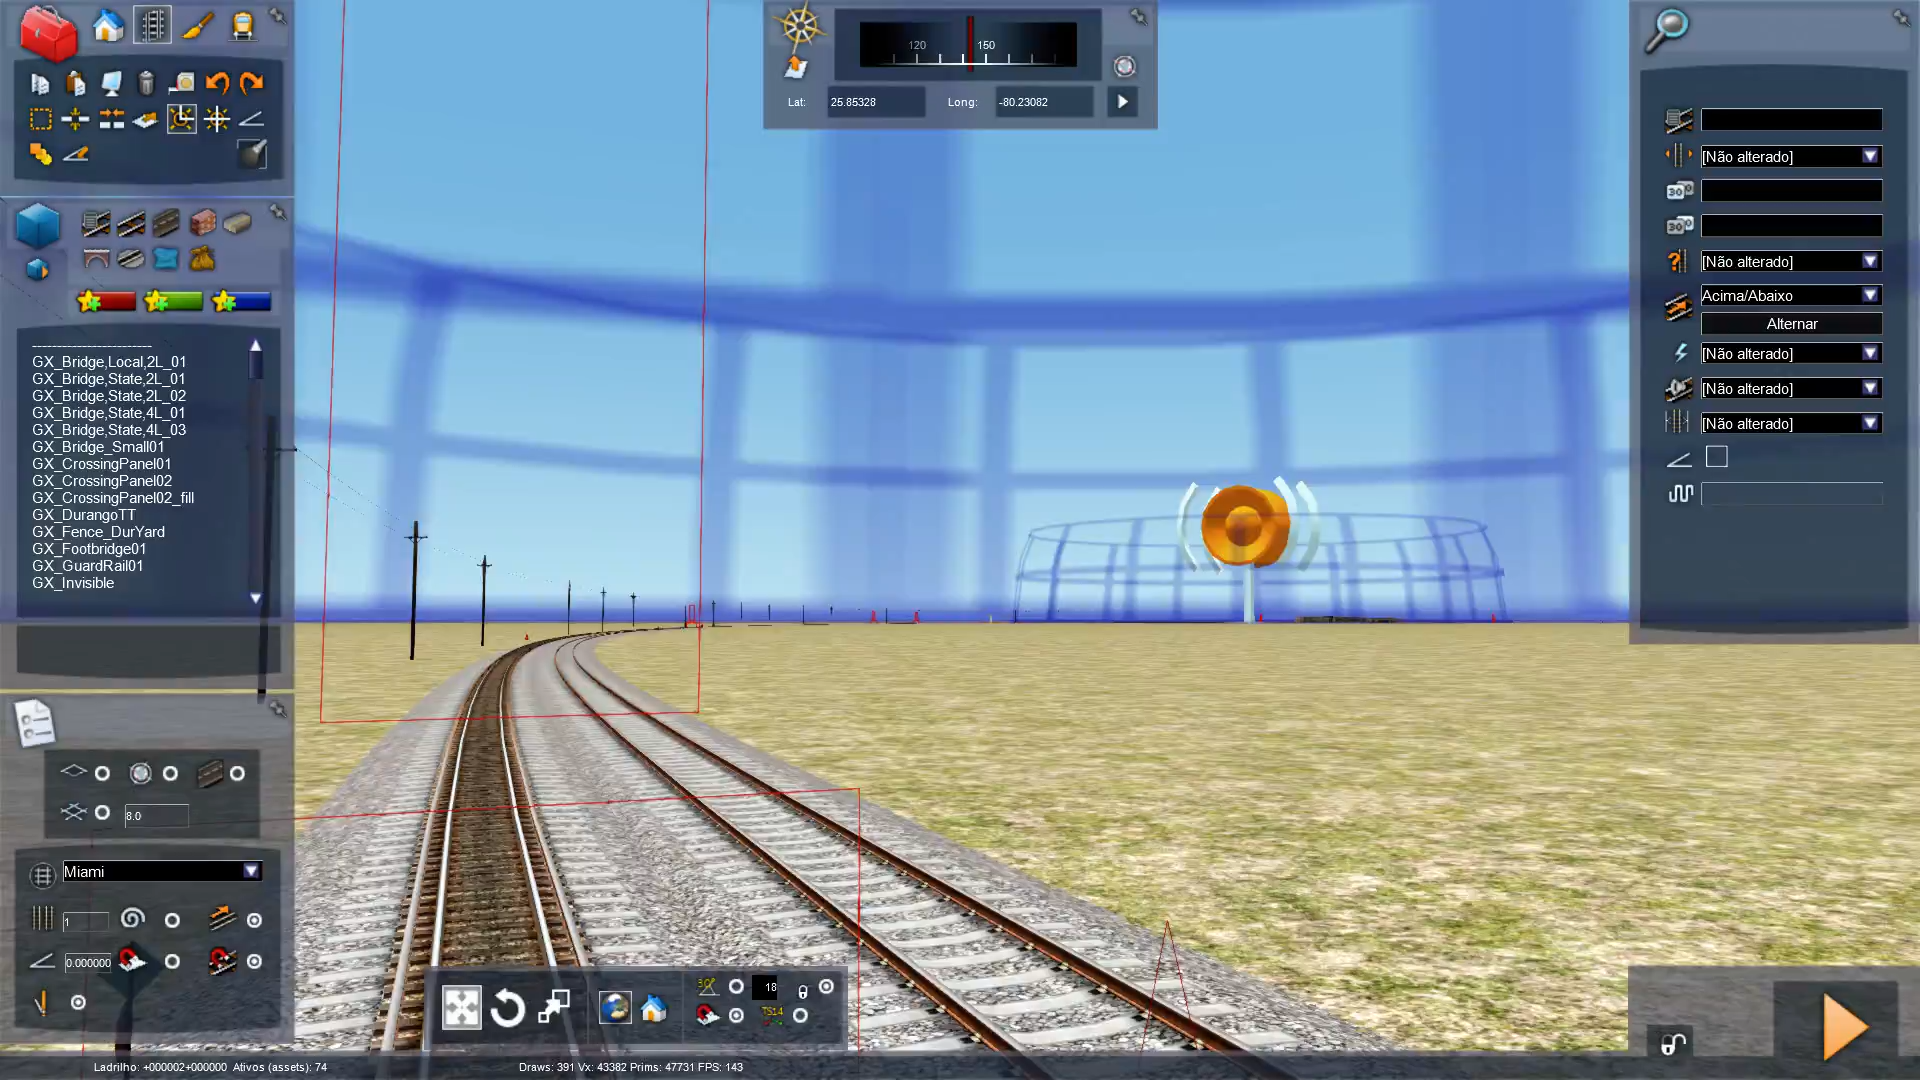 120 150
Lat: 25.85328 Long: -80.23082
------------------------
GX_Bridge,Local,2L_01
GX_Bridge,State,2L_01
GX_Bridge,State,2L_02
GX_Bridge,State,4L_01
GX_Bridge,State,4L_03
GX_Bridge_Small01
GX_CrossingPanel01
GX_CrossingPanel02
GX_CrossingPanel02_fill
GX_DurangoTT
GX_Fence_DurYard
GX_Footbridge01
GX_GuardRail01
GX_Invisible
8.0
Miami
1
0.000000
[Não alterado]
30
30
[Não alterado]
Acima/Abaixo
Alternar
[Não alterado]
[Não alterado]
[Não alterado]
30 18
TS14
Ladrilho: +000002+000000 Ativos (assets): 74
Draws: 391 Vx: 43382 Prims: 47731 FPS: 143